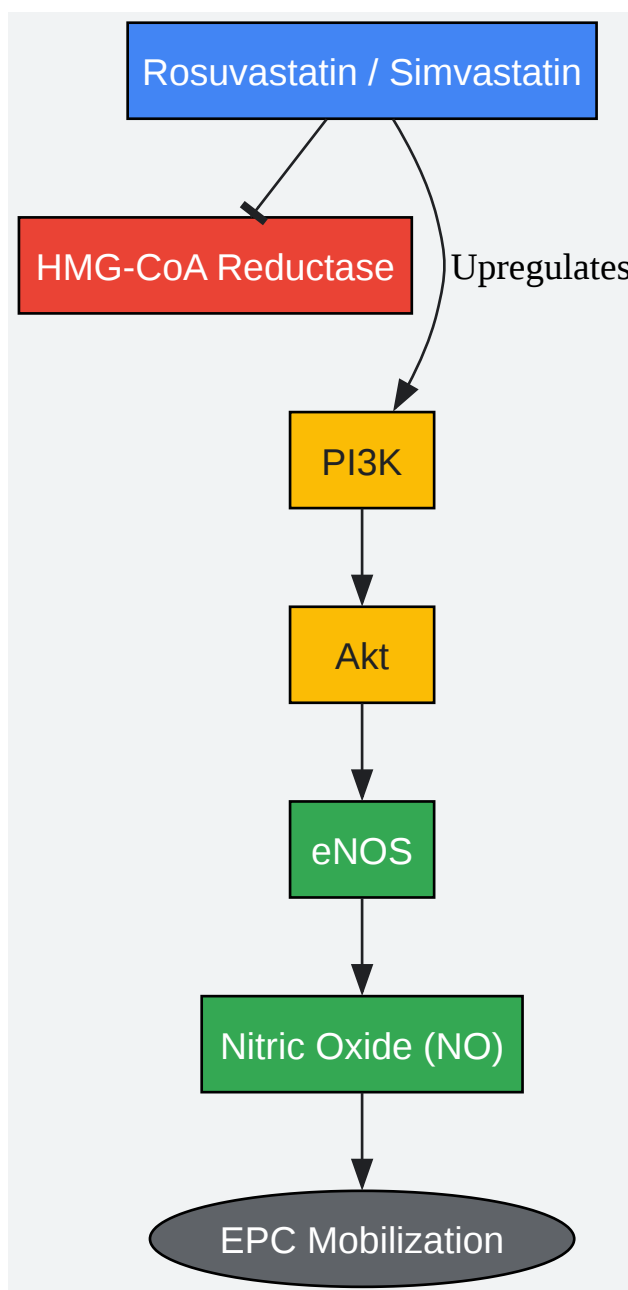 Rosuvastatin / Simvastatin
HMG-CoA Reductase
Upregulates
PI3K
Akt
eNOS
Nitric Oxide (NO)
EPC Mobilization